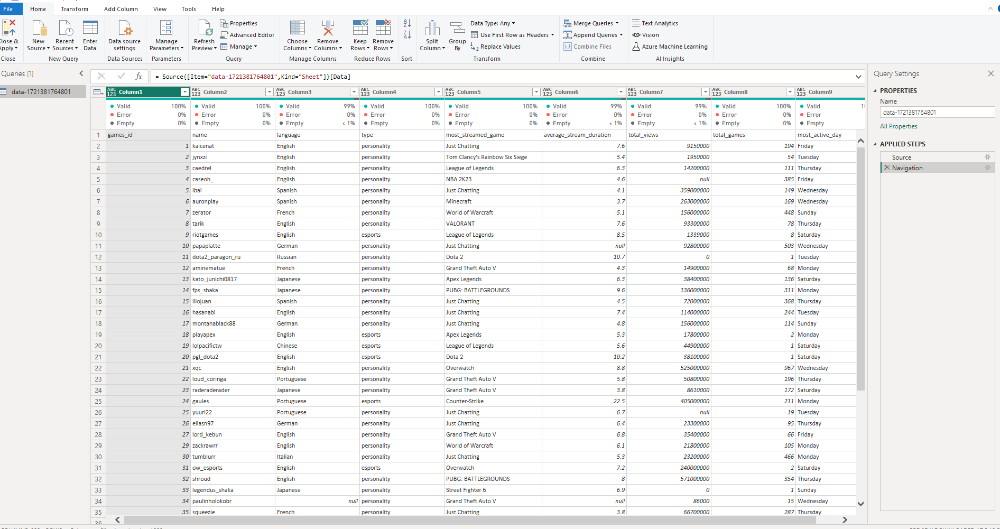 File Home Transform Add Column View Tools Help
Close & Apply
New Source
Recent Sources
Enter Data
Data source settings
Manage Parameters
Refresh Preview
Properties
Advanced Editor
Manage
Choose Columns
Remove Columns
Keep Rows
Remove Rows
Split Column
Group By
Data Type: Any
Use First Row as Headers
Replace Values
Merge Queries
Append Queries
Combine Files
Text Analytics
Vision
Azure Machine Learning
Close New Query Data Sources Parameters Query Manage Columns Reduce Rows Sort Transform Combine AI Insights
Queries [1]
data-1721381764801
= Source{[Item="data-1721381764801",Kind="Sheet"]}[Data]
ABC 123 Column1 ABC 123 Column2 ABC 123 Column3 ABC 123 Column4 ABC 123 Column5 ABC 123 Column6 ABC 123 Column7 ABC 123 Column8 ABC 123 Column9
Valid 100% Valid 100% Valid 99% Valid 100% Valid 100% Valid 99% Valid 99% Valid 100% Valid
Error 0% Error 0% Error 0% Error 0% Error 0% Error 0% Error 0% Error 0% Error
Empty 0% Empty 0% Empty < 1% Empty 0% Empty 0% Empty < 1% Empty < 1% Empty 0% Empty
1 games_id name language type most_streamed_game average_stream_duration total_views total_games most_active_day
2 1 kaicenat English personality Just Chatting 7.6 9150000 194 Friday
3 2 jynxzi English personality Tom Clancy's Rainbow Six Siege 5.4 1950000 54 Tuesday
4 3 caedrel English personality League of Legends 6.3 14200000 111 Thursday
5 4 caseoh_ English personality NBA 2K23 4.6 null 385 Friday
6 5 ibai Spanish personality Just Chatting 4.1 359000000 149 Wednesday
7 6 auronplay Spanish personality Minecraft 3.7 263000000 169 Wednesday
8 7 zerator French personality World of Warcraft 5.1 156000000 448 Sunday
9 8 tarik English personality VALORANT 7.6 93300000 78 Thursday
10 9 riotgames English esports League of Legends 8.5 1339000 8 Saturday
11 10 papaplatte German personality Just Chatting null 92800000 503 Wednesday
12 11 dota2_paragon_ru Russian personality Dota 2 10.7 0 1 Tuesday
13 12 aminematue French personality Grand Theft Auto V 4.3 14900000 68 Monday
14 13 kato_junichi0817 Japanese personality Apex Legends 6.3 38400000 136 Saturday
15 14 fps_shaka Japanese personality PUBG: BATTLEGROUNDS 9.6 136000000 311 Monday
16 15 illojuan Spanish personality Just Chatting 4.5 72000000 368 Thursday
17 16 hasanabi English personality Just Chatting 7.4 114000000 244 Tuesday
18 17 montanablack88 German personality Just Chatting 4.8 156000000 114 Sunday
19 18 playapex English esports Apex Legends 5.3 17800000 2 Monday
20 19 lolpacifictw Chinese esports League of Legends 5.6 44900000 1 Saturday
21 20 pgl_dota2 English esports Dota 2 10.2 38100000 1 Saturday
22 21 xqc English personality Overwatch 8.8 525000000 967 Wednesday
23 22 loud_coringa Portuguese personality Grand Theft Auto V 5.8 50800000 196 Thursday
24 23 raderaderader Japanese personality Grand Theft Auto V 3.8 8610000 172 Saturday
25 24 gaules Portuguese esports Counter-Strike 22.5 405000000 211 Monday
26 25 yuuri22 Portuguese personality Just Chatting 6.7 null 19 Tuesday
27 26 eliasn97 German personality Just Chatting 6.4 23300000 95 Thursday
28 27 lord_kebun English personality Grand Theft Auto V 6.8 35400000 66 Friday
29 29 zackrawrr English personality World of Warcraft 6.1 21800000 105 Monday
30 30 tumblurr Italian personality Just Chatting 5.3 23200000 466 Monday
31 31 ow_esports English esports Overwatch 7.2 240000000 2 Saturday
32 32 shroud English personality PUBG: BATTLEGROUNDS 8 571000000 354 Thursday
33 33 legendus_shaka Japanese personality Street Fighter 6 6.9 0 1 Sunday
34 34 paulinholokobr null personality Grand Theft Auto V null 86000 15 Wednesday
35 35 squeezie French personality Just Chatting 3.8 66700000 287 Thursday
36
Query Settings
PROPERTIES
Name
data-1721381764801
All Properties
APPLIED STEPS
Source
Navigation